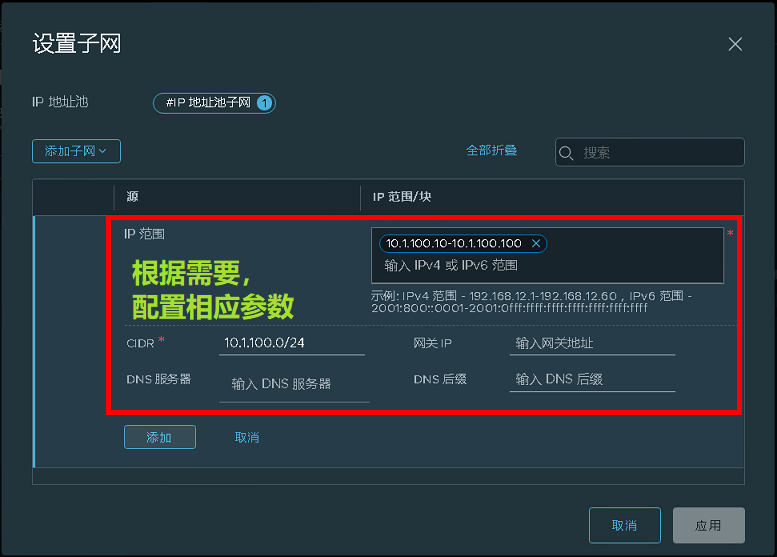 设置子网
IP 地址池
#IP 地址池子网 1
添加子网
全部折叠
搜索
源
IP 范围/块
IP 范围
10.1.100.10-10.1.100.100
*
输入 IPv4 或 IPv6 范围
根据需要，
配置相应参数
示例: IPv4 范围 - 192.168.12.1-192.168.12.60 , IPv6 范围 -
2001:800::0001-2001:0fff:ffff:ffff:ffff:ffff:ffff:ffff
CIDR *
10.1.100.0/24
网关 IP
输入网关地址
DNS 服务器
输入 DNS 服务器
DNS 后缀
输入 DNS 后缀
添加
取消
取消
应用